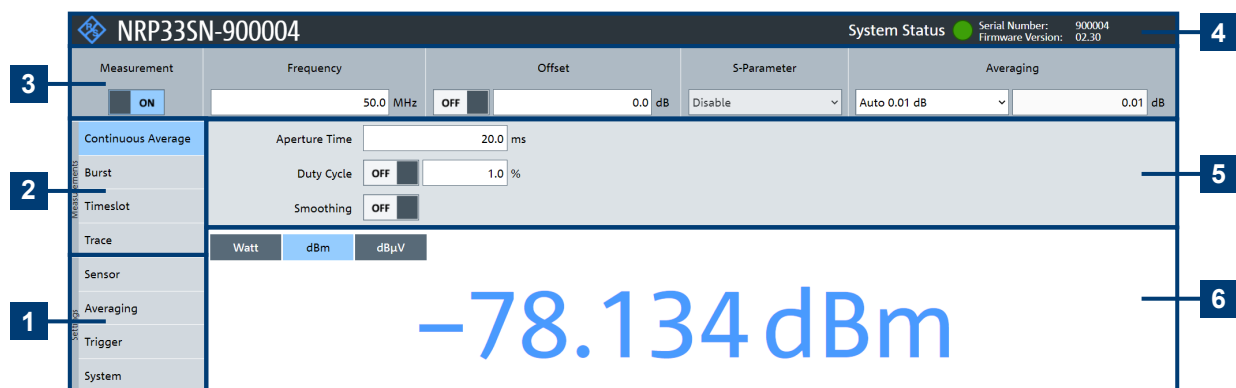 R&S NRP33SN-900004 System Status Serial Number: 900004
Firmware Version: 02.30
4
3
Measurement Frequency Offset S-Parameter Averaging
ON 50.0 MHz OFF 0.0 dB Disable Auto 0.01 dB 0.01 dB
2
Measurements
Continuous Average
Burst
Timeslot
Trace
Aperture Time 20.0 ms
Duty Cycle OFF 1.0 %
Smoothing OFF
5
1
Settings
Sensor
Averaging
Trigger
System
Watt dBm dBµV
−78.134 dBm
6